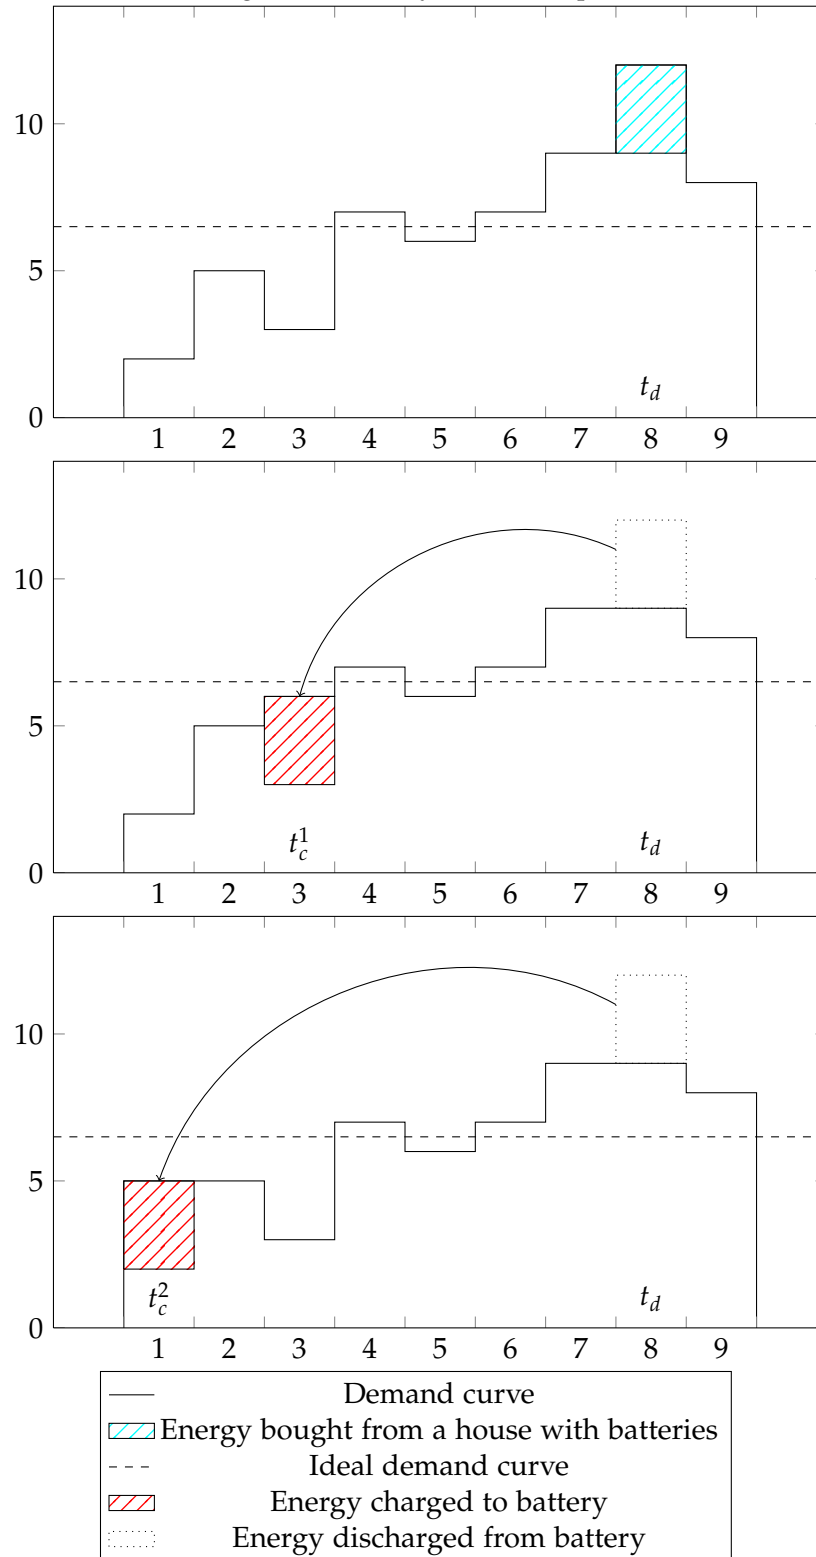 10
5
t_d
0
1 2 3 4 5 6 7 8 9
10
5
t_c^1 t_d
0
1 2 3 4 5 6 7 8 9
10
5
t_c^2 t_d
0
1 2 3 4 5 6 7 8 9
Demand curve
Energy bought from a house with batteries
Ideal demand curve
Energy charged to battery
Energy discharged from battery